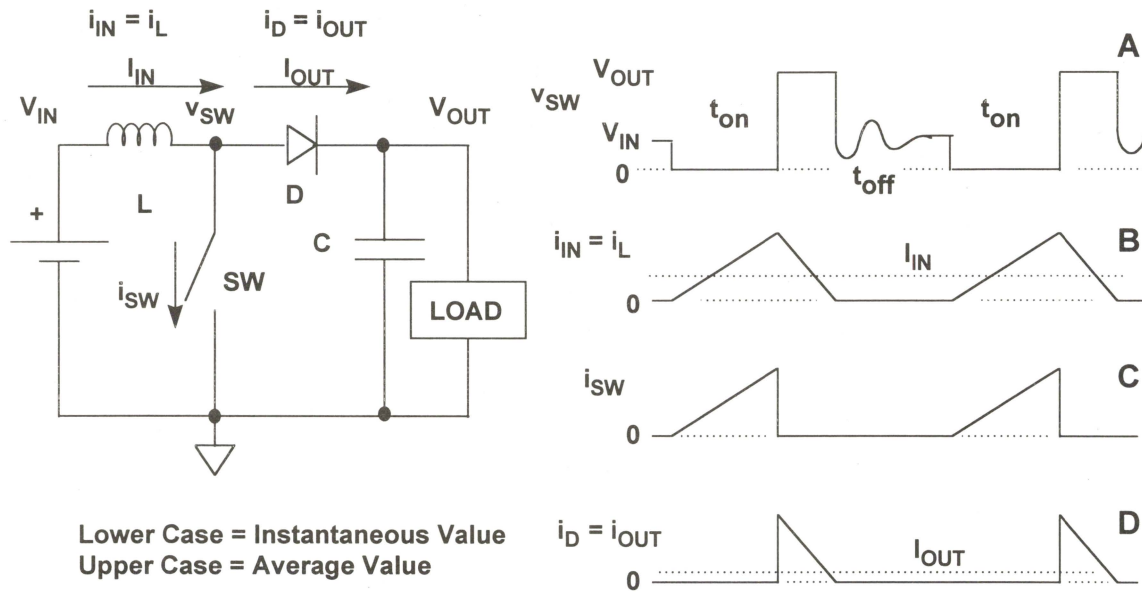 iIN = iL
iD = iOUT
IIN
IOUT
VIN
vSW
VOUT
L
D
+
C
iSW
SW
LOAD
Lower Case = Instantaneous Value
Upper Case = Average Value
A
VOUT
vSW
ton
ton
VIN
0
toff
B
iIN = iL
IIN
0
C
iSW
0
D
iD = iOUT
IOUT
0